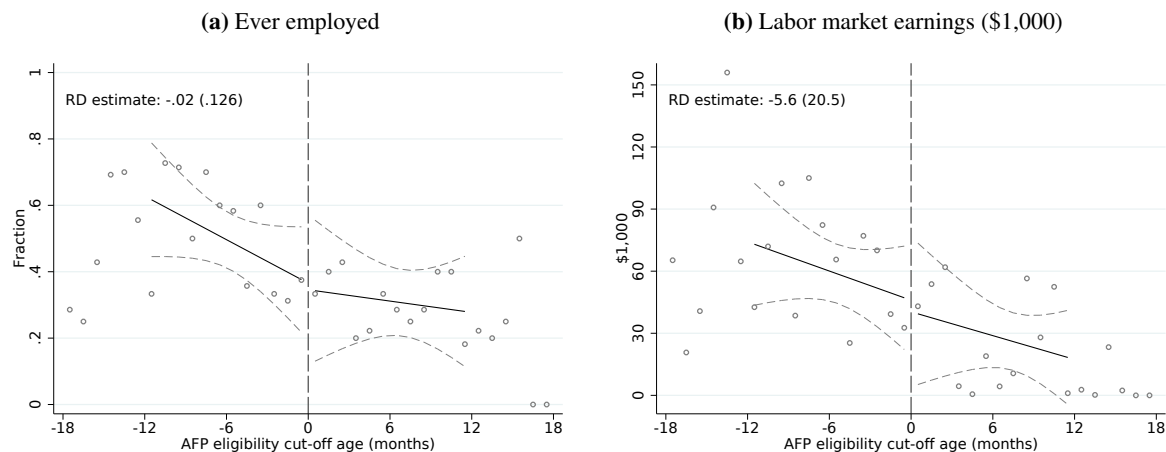 (a) Ever employed
RD estimate: -.02 (.126)
Fraction
1
.8
.6
.4
.2
0
-18 -12 -6 0 6 12 18
AFP eligibility cut-off age (months)
(b) Labor market earnings ($1,000)
RD estimate: -5.6 (20.5)
$1,000
150
120
90
60
30
0
-18 -12 -6 0 6 12 18
AFP eligibility cut-off age (months)